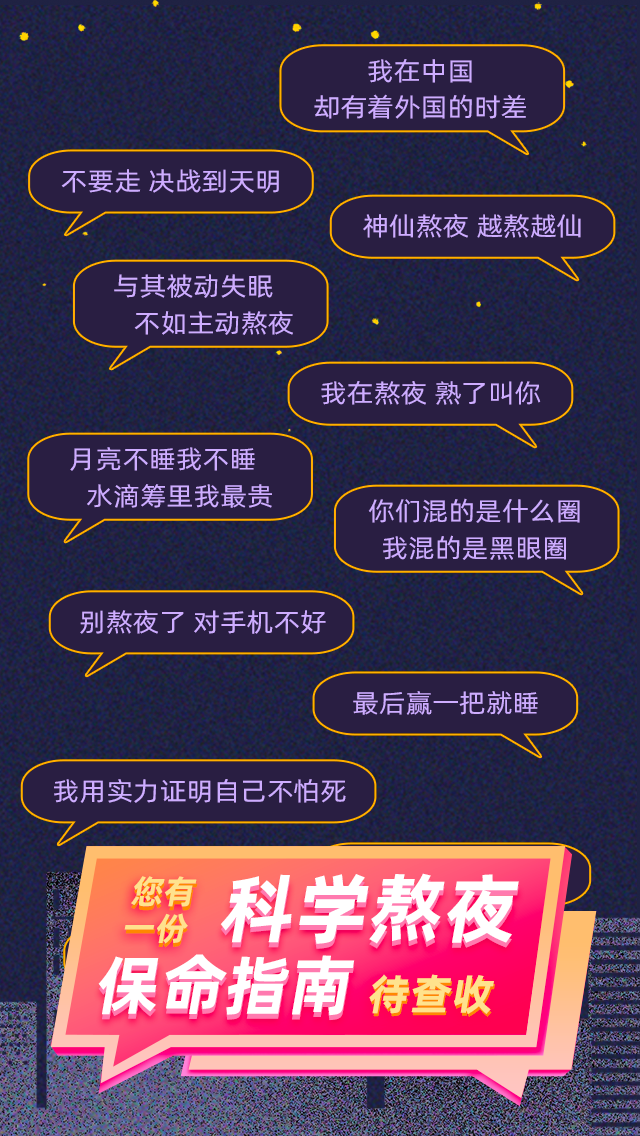 我在中国
却有着外国的时差
不要走 决战到天明
神仙熬夜 越熬越仙
与其被动失眠
不如主动熬夜
我在熬夜 熟了叫你
月亮不睡我不睡
水滴筹里我最贵
你们混的是什么圈
我混的是黑眼圈
别熬夜了 对手机不好
最后赢一把就睡
我用实力证明自己不怕死
您有
一份
科学熬夜
保命指南
待查收